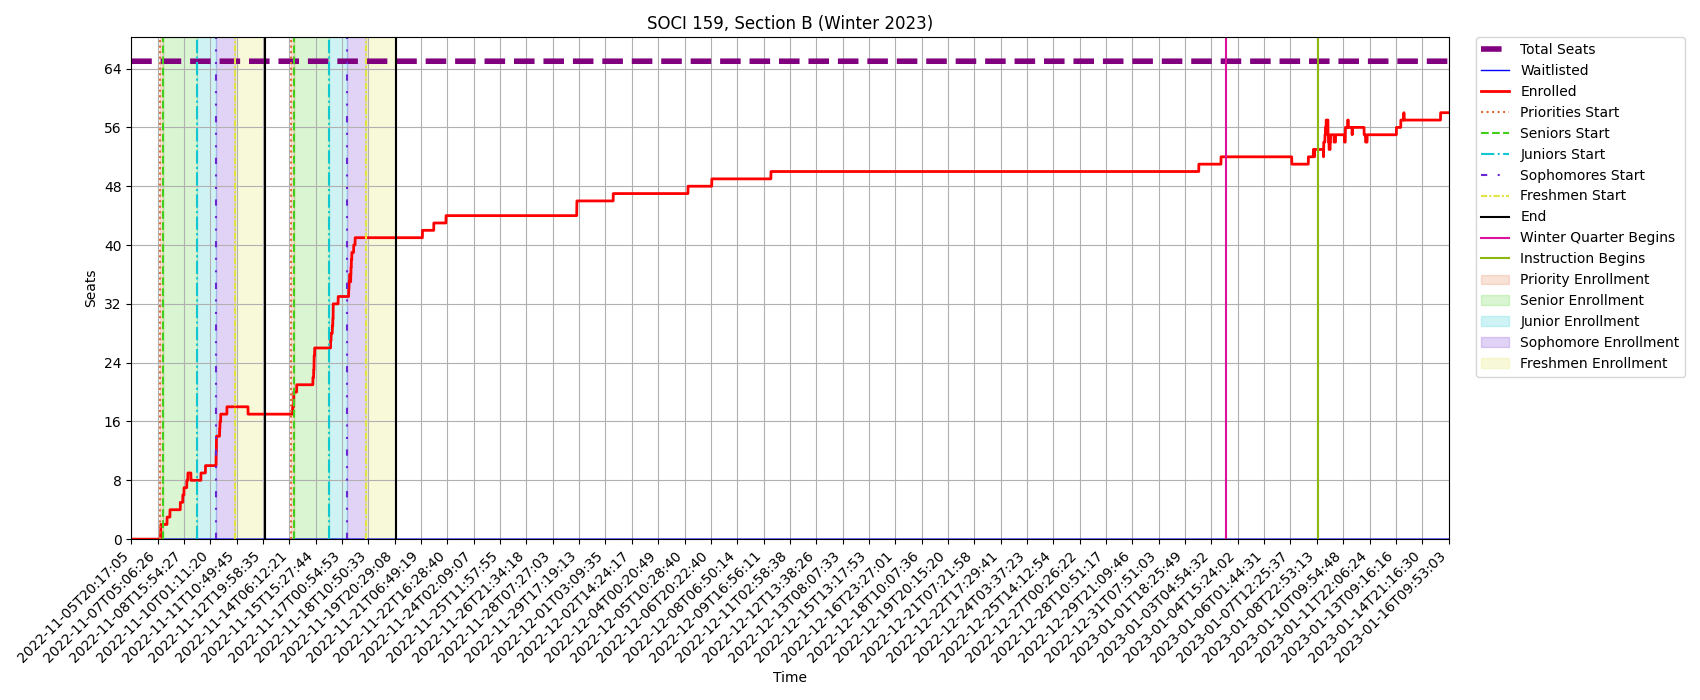 SOCI 159, Section B (Winter 2023)
Seats
64
56
48
40
32
24
16
8
0
2022-11-05T20:17:05
2022-11-07T05:06:26
2022-11-08T15:54:27
2022-11-10T01:11:20
2022-11-11T10:49:45
2022-11-12T19:58:35
2022-11-14T06:12:21
2022-11-15T15:27:44
2022-11-17T00:54:53
2022-11-18T10:50:33
2022-11-19T20:29:08
2022-11-21T06:49:19
2022-11-22T16:28:40
2022-11-24T02:09:07
2022-11-25T11:57:55
2022-11-26T21:34:18
2022-11-28T07:27:03
2022-11-29T17:19:13
2022-12-01T03:09:35
2022-12-02T14:24:17
2022-12-04T00:20:49
2022-12-05T10:28:40
2022-12-06T20:22:40
2022-12-08T06:50:14
2022-12-09T16:56:11
2022-12-11T02:58:38
2022-12-12T13:38:26
2022-12-13T08:07:33
2022-12-15T13:17:53
2022-12-16T23:27:01
2022-12-18T10:07:36
2022-12-19T20:15:20
2022-12-21T07:21:58
2022-12-22T17:29:41
2022-12-24T03:37:23
2022-12-25T14:12:54
2022-12-27T00:26:22
2022-12-28T10:51:17
2022-12-29T21:09:46
2022-12-31T07:51:03
2023-01-01T18:25:49
2023-01-03T04:54:32
2023-01-04T15:24:02
2023-01-06T01:44:31
2023-01-07T12:25:37
2023-01-08T22:53:13
2023-01-10T09:54:48
2023-01-11T22:06:24
2023-01-13T09:16:16
2023-01-14T21:16:30
2023-01-16T09:53:03
Time
Total Seats
Waitlisted
Enrolled
Priorities Start
Seniors Start
Juniors Start
Sophomores Start
Freshmen Start
End
Winter Quarter Begins
Instruction Begins
Priority Enrollment
Senior Enrollment
Junior Enrollment
Sophomore Enrollment
Freshmen Enrollment